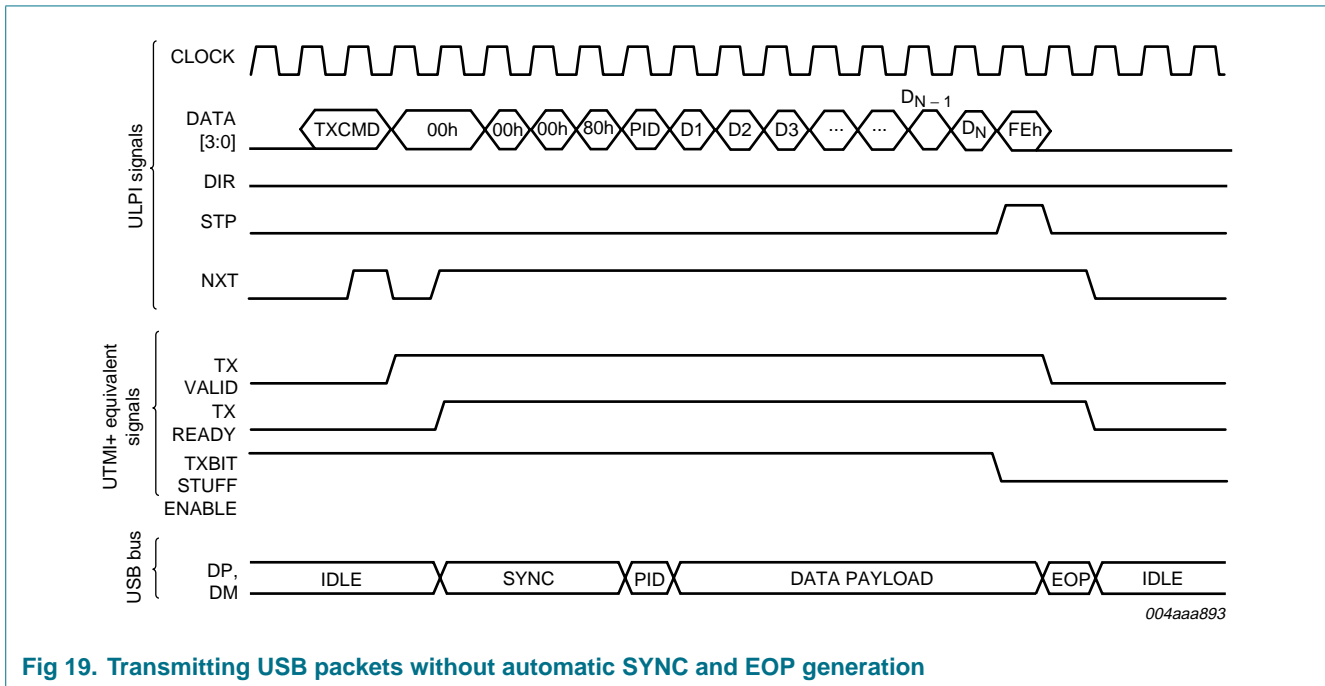 ULPI signals
CLOCK
DATA
[3:0]
TXCMD 00h 00h 00h 80h PID D1 D2 D3 ... ... DN – 1 DN FEh
DIR
STP
NXT
UTMI+ equivalent
signals
TX
VALID
TX
READY
TXBIT
STUFF
ENABLE
USB bus
DP,
DM
IDLE SYNC PID DATA PAYLOAD EOP IDLE
004aaa893
Fig 19. Transmitting USB packets without automatic SYNC and EOP generation